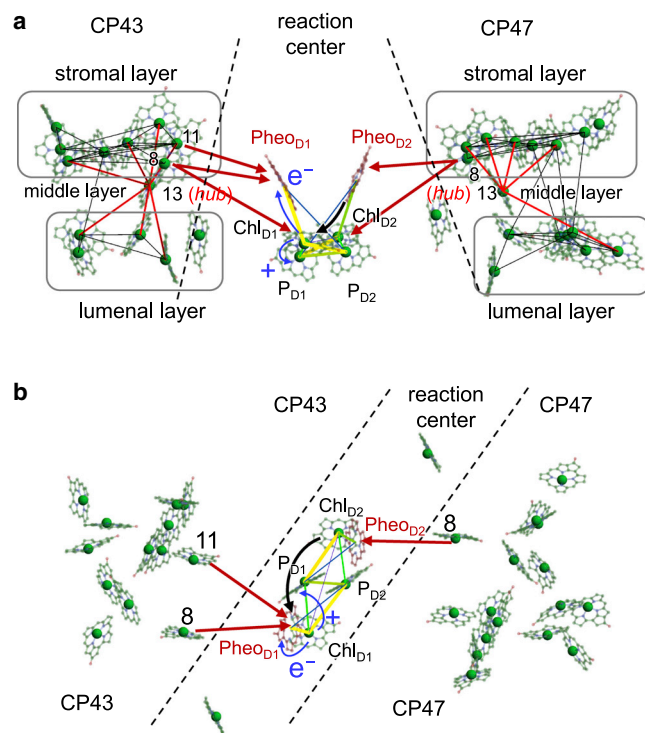 a
CP43
reaction
center
CP47
stromal layer
stromal layer
11
8
Pheo_D1
Pheo_D2
e⁻
middle layer
13 (hub)
Chl_D1
Chl_D2
+
P_D1
P_D2
lumenal layer
8
(hub)
13
middle layer
lumenal layer
b
CP43
reaction
center
CP47
Chl_D2
Pheo_D2
8
11
P_D1
P_D2
8
+
Pheo_D1
e⁻
Chl_D1
CP43
CP47